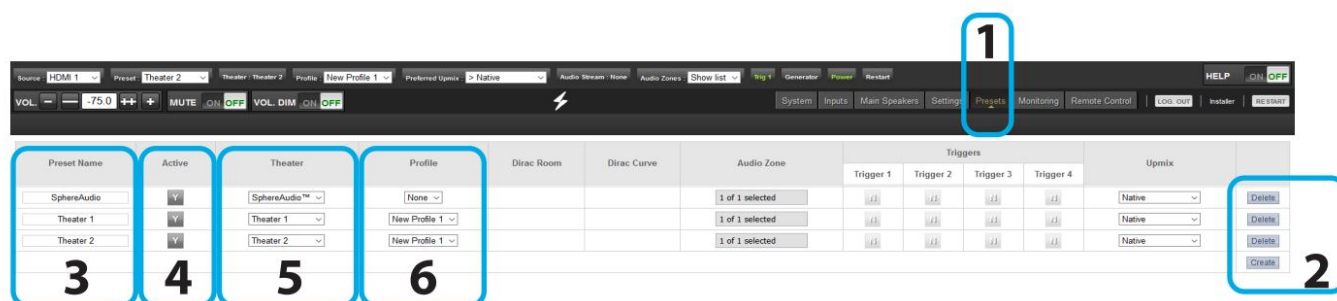 1
Source : HDMI 1 Preset : Theater 2 Theater : Theater 2 Profile : New Profile 1 Preferred Upmix : > Native Audio Stream : None Audio Zones : Show list Trig 1 Generator Power Restart HELP ON OFF
VOL. - — -75.0 ++ + MUTE ON OFF VOL. DIM ON OFF System Inputs Main Speakers Settings Presets Monitoring Remote Control | LOG. OUT | Installer | RESTART
Preset Name Active Theater Profile Dirac Room Dirac Curve Audio Zone Triggers Upmix
Trigger 1 Trigger 2 Trigger 3 Trigger 4
SphereAudio Y SphereAudio™ None 1 of 1 selected Native Delete
Theater 1 Y Theater 1 New Profile 1 1 of 1 selected Native Delete
Theater 2 Y Theater 2 New Profile 1 1 of 1 selected Native Delete
Create
3 4 5 6 2